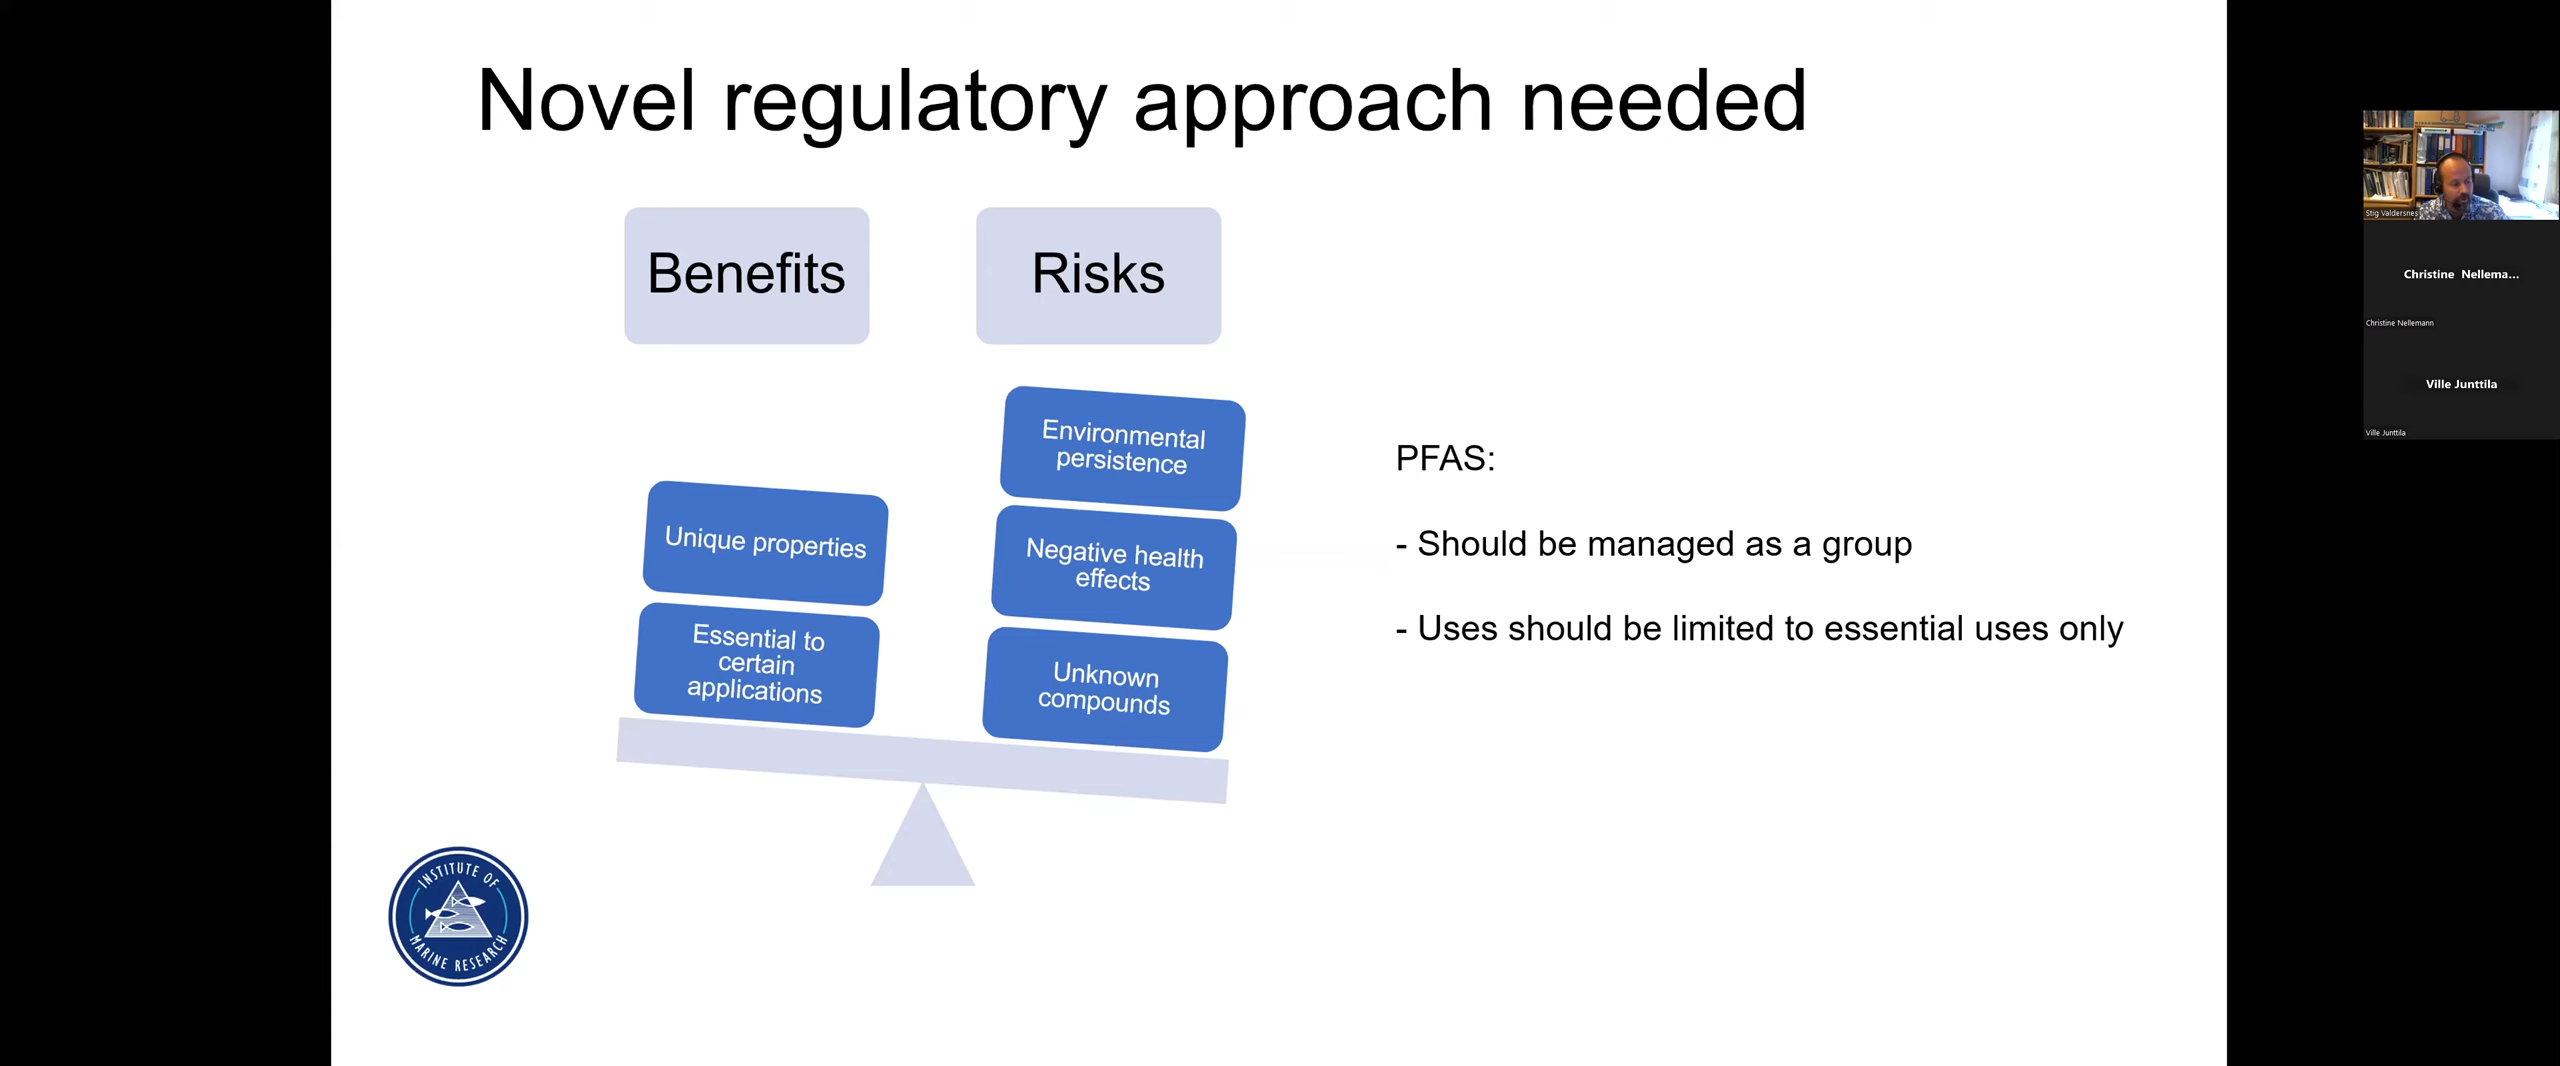 Novel regulatory approach needed
Benefits
Risks
Unique properties
Essential to
certain
applications
Environmental
persistence
Negative health
effects
Unknown
compounds
PFAS:
- Should be managed as a group
- Uses should be limited to essential uses only
INSTITUTE OF
MARINE RESEARCH
Stig Valdersnes
Christine Nellema...
Christine Nellemann
Ville Junttila
Ville Junttila